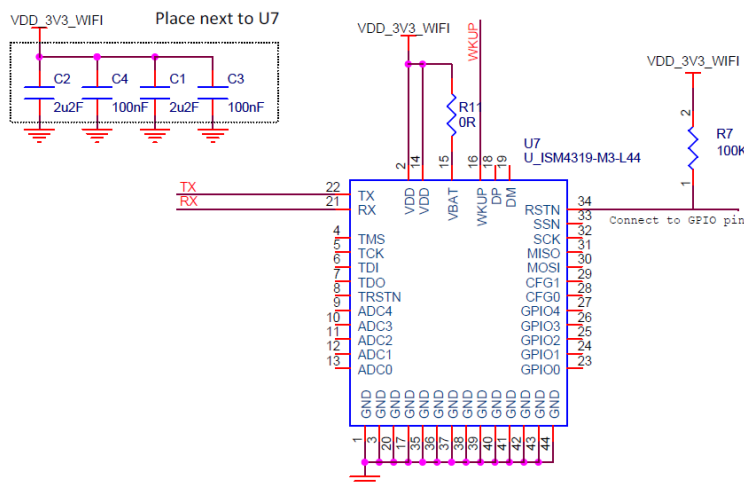 VDD_3V3_WIFI
Place next to U7
C2
2u2F
C4
100nF
C1
2u2F
C3
100nF
VDD_3V3_WIFI
WKUP
R11
0R
VDD_3V3_WIFI
2
R7
100K
1
U7
U_ISM4319-M3-L44
2
14
15
16
18
19
VDD
VDD
VBAT
WKUP
DP
DM
TX 22 TX
RX 21 RX
4 TMS
5 TCK
6 TDI
7 TDO
8 TRSTN
9 ADC4
10 ADC3
11 ADC2
12 ADC1
13 ADC0
RSTN 34
Connect to GPIO pin
SSN 33
SCK 32
MISO 31
MOSI 30
CFG1 29
CFG0 28
GPIO4 27
GPIO3 26
GPIO2 25
GPIO1 24
GPIO0 23
GND GND GND GND GND GND GND GND GND GND GND GND GND GND
1 3 20 17 35 36 37 38 39 40 41 42 43 44